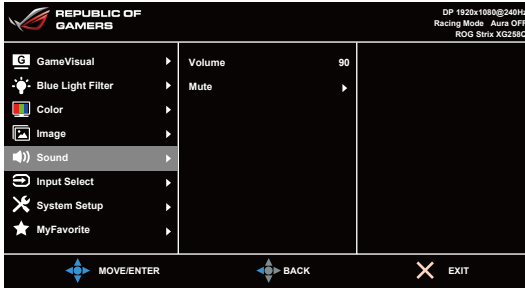 REPUBLIC OF
GAMERS
DP 1920x1080@240Hz
Racing Mode Aura OFF
ROG Strix XG258Q
G GameVisual
Blue Light Filter
Color
Image
Sound
Input Select
System Setup
MyFavorite
Volume 90
Mute
MOVE/ENTER
BACK
EXIT